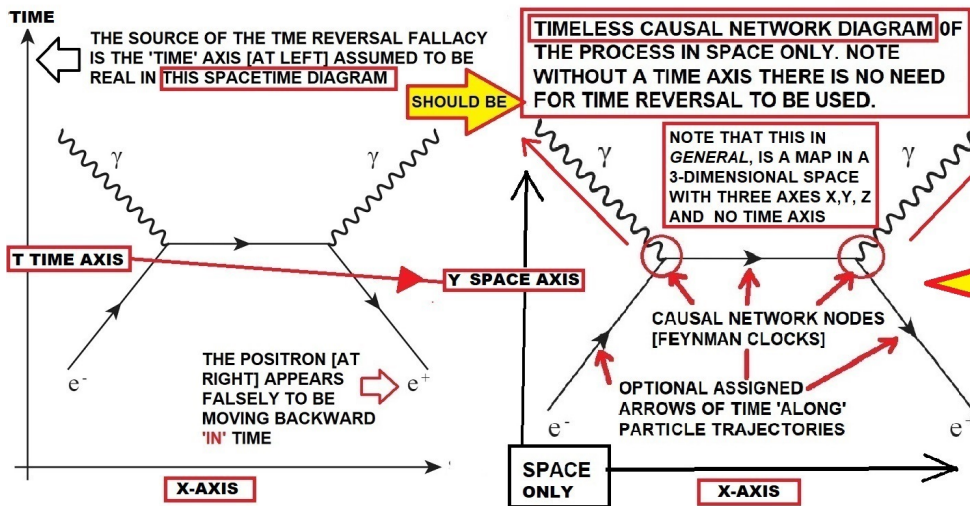 TIME
THE SOURCE OF THE TME REVERSAL FALLACY
IS THE 'TIME' AXIS [AT LEFT] ASSUMED TO BE
REAL IN THIS SPACETIME DIAGRAM
SHOULD BE
γ
γ
T TIME AXIS
e-
THE POSITRON [AT
RIGHT] APPEARS
FALSELY TO BE
MOVING BACKWARD
'IN' TIME
e+
X-AXIS
TIMELESS CAUSAL NETWORK DIAGRAM 0F
THE PROCESS IN SPACE ONLY. NOTE
WITHOUT A TIME AXIS THERE IS NO NEED
FOR TIME REVERSAL TO BE USED.
NOTE THAT THIS IN
GENERAL, IS A MAP IN A
3-DIMENSIONAL SPACE
WITH THREE AXES X,Y, Z
AND NO TIME AXIS
γ
γ
Y SPACE AXIS
CAUSAL NETWORK NODES
[FEYNMAN CLOCKS]
OPTIONAL ASSIGNED
ARROWS OF TIME 'ALONG'
PARTICLE TRAJECTORIES
e-
e+
SPACE
ONLY
X-AXIS